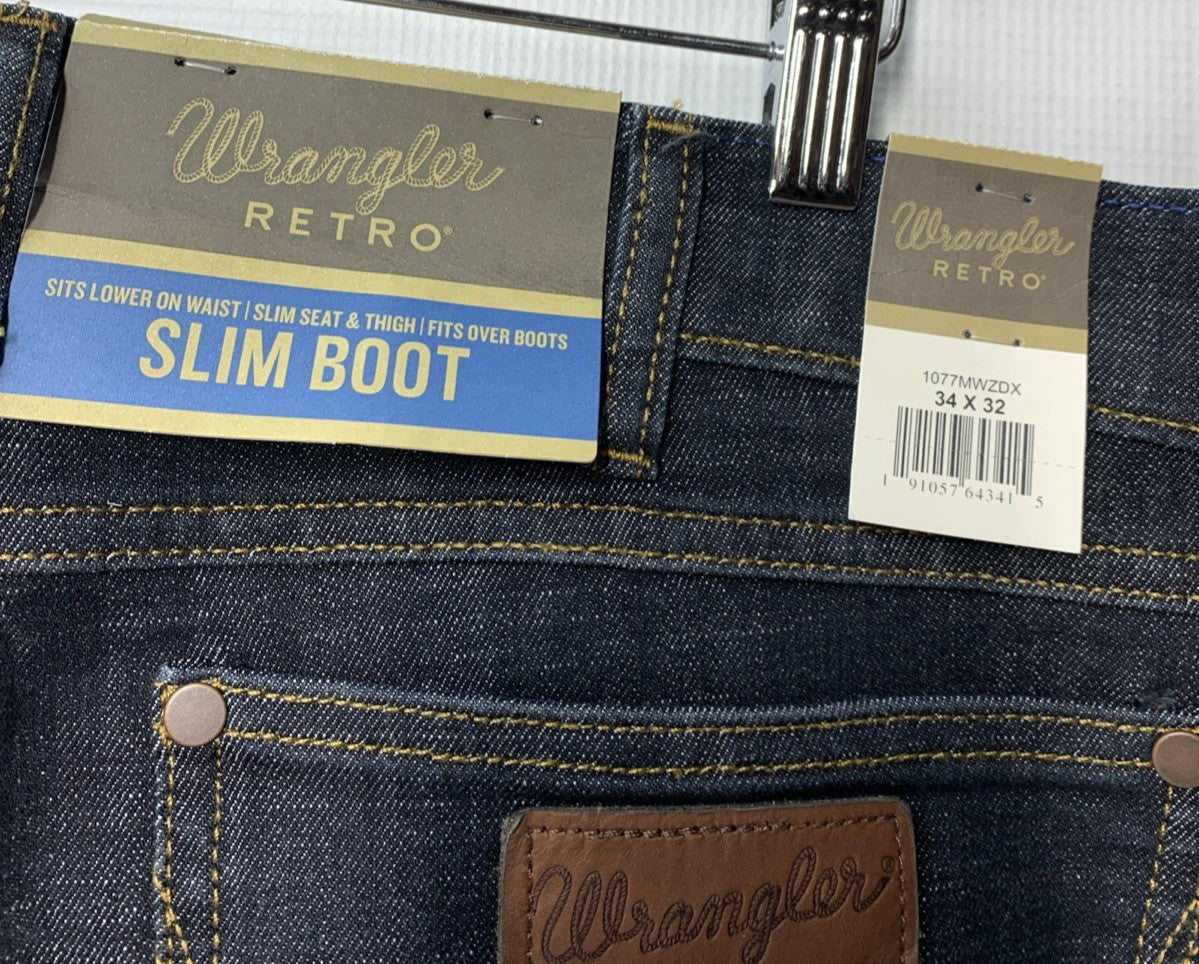 Wrangler
RETRO®
SITS LOWER ON WAIST | SLIM SEAT & THIGH | FITS OVER BOOTS
SLIM BOOT
Wrangler
RETRO®
1077MWZDX
34 X 32
1 91057 64341 5
Wrangler®